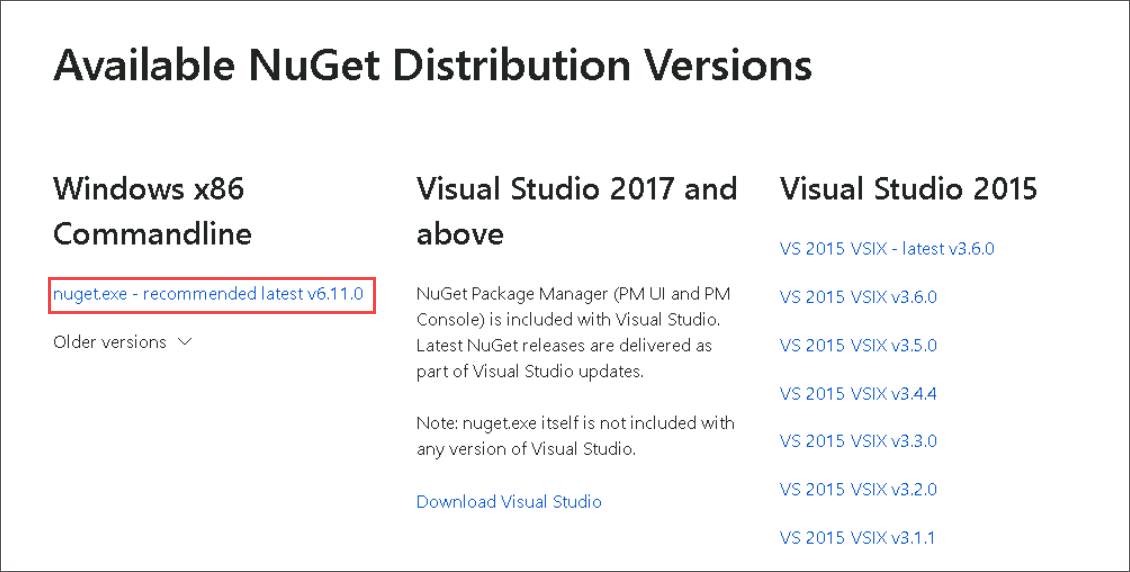 Available NuGet Distribution Versions
Windows x86
Commandline
nuget.exe - recommended latest v6.11.0
Older versions
Visual Studio 2017 and
above
NuGet Package Manager (PM UI and PM
Console) is included with Visual Studio.
Latest NuGet releases are delivered as
part of Visual Studio updates.
Note: nuget.exe itself is not included with
any version of Visual Studio.
Download Visual Studio
Visual Studio 2015
VS 2015 VSIX - latest v3.6.0
VS 2015 VSIX v3.6.0
VS 2015 VSIX v3.5.0
VS 2015 VSIX v3.4.4
VS 2015 VSIX v3.3.0
VS 2015 VSIX v3.2.0
VS 2015 VSIX v3.1.1